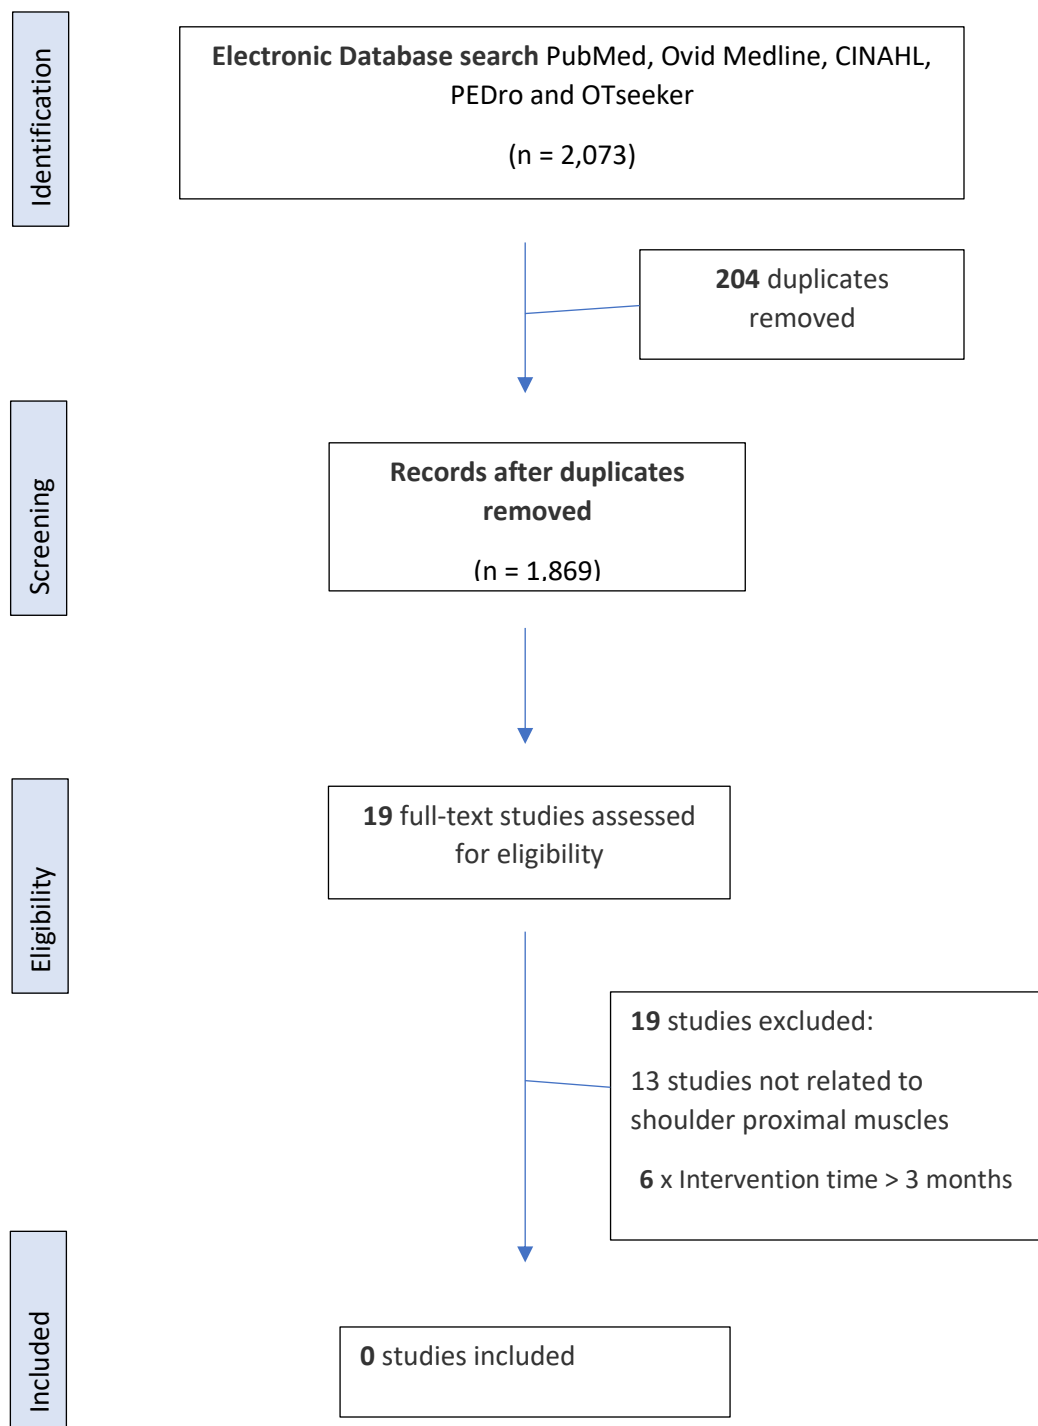 Identification
Electronic Database search PubMed, Ovid Medline, CINAHL,
PEDro and OTseeker
(n = 2,073)
204 duplicates
removed
Screening
Records after duplicates
removed
(n = 1,869)
Eligibility
19 full-text studies assessed
for eligibility
19 studies excluded:
13 studies not related to
shoulder proximal muscles
6 x Intervention time > 3 months
Included
0 studies included